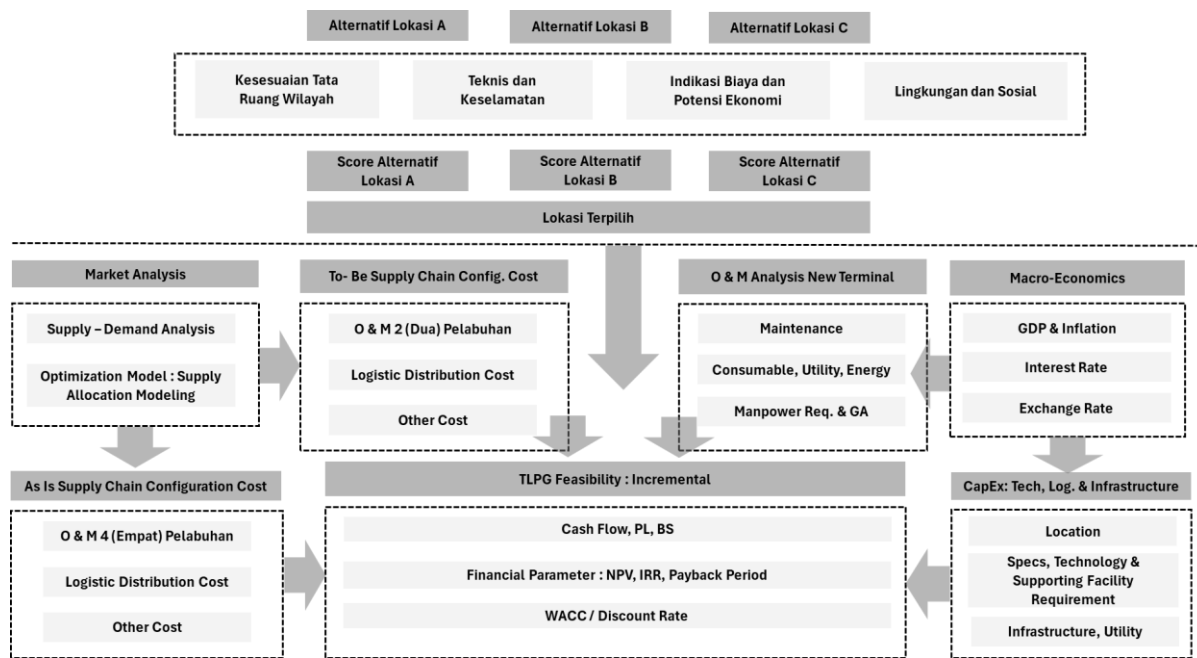 Alternatif Lokasi A
Alternatif Lokasi B
Alternatif Lokasi C
Kesesuaian Tata
Ruang Wilayah
Teknis dan
Keselamatan
Indikasi Biaya dan
Potensi Ekonomi
Lingkungan dan Sosial
Score Alternatif
Lokasi A
Score Alternatif
Lokasi B
Score Alternatif
Lokasi C
Lokasi Terpilih
Market Analysis
Supply – Demand Analysis
Optimization Model : Supply
Allocation Modeling
To- Be Supply Chain Config. Cost
O & M 2 (Dua) Pelabuhan
Logistic Distribution Cost
Other Cost
O & M Analysis New Terminal
Maintenance
Consumable, Utility, Energy
Manpower Req. & GA
Macro-Economics
GDP & Inflation
Interest Rate
Exchange Rate
As Is Supply Chain Configuration Cost
O & M 4 (Empat) Pelabuhan
Logistic Distribution Cost
Other Cost
TLPG Feasibility : Incremental
Cash Flow, PL, BS
Financial Parameter : NPV, IRR, Payback Period
WACC / Discount Rate
CapEx: Tech, Log. & Infrastructure
Location
Specs, Technology &
Supporting Facility
Requirement
Infrastructure, Utility